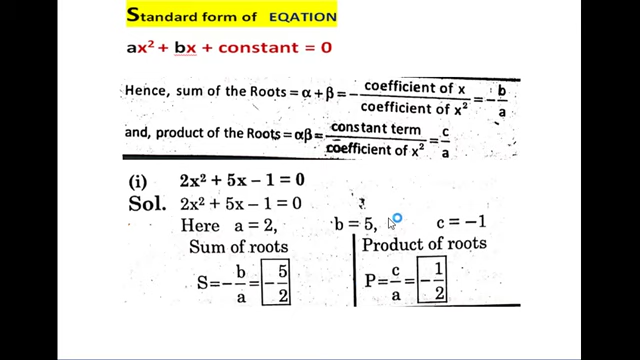 Standard form of EQATION
ax² + bx + constant = 0
Hence, sum of the Roots = α + β = - coefficient of x / coefficient of x² = - b/a
and, product of the Roots = αβ = constant term / coefficient of x² = c/a
(i) 2x² + 5x – 1 = 0
Sol. 2x² + 5x – 1 = 0
Here a = 2, b = 5, c = –1
Sum of roots Product of roots
S = - b/a = - 5/2 P = c/a = - 1/2